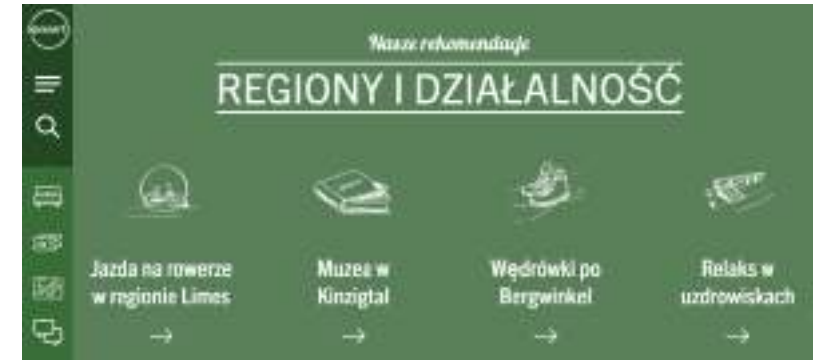 Nasze rekomendacje
REGIONY I DZIAŁALNOŚĆ
Jazda na rowerze
w regionie Limes
Muzea w
Kinzigtal
Wędrówki po
Bergwinkel
Relaks w
uzdrowiskach